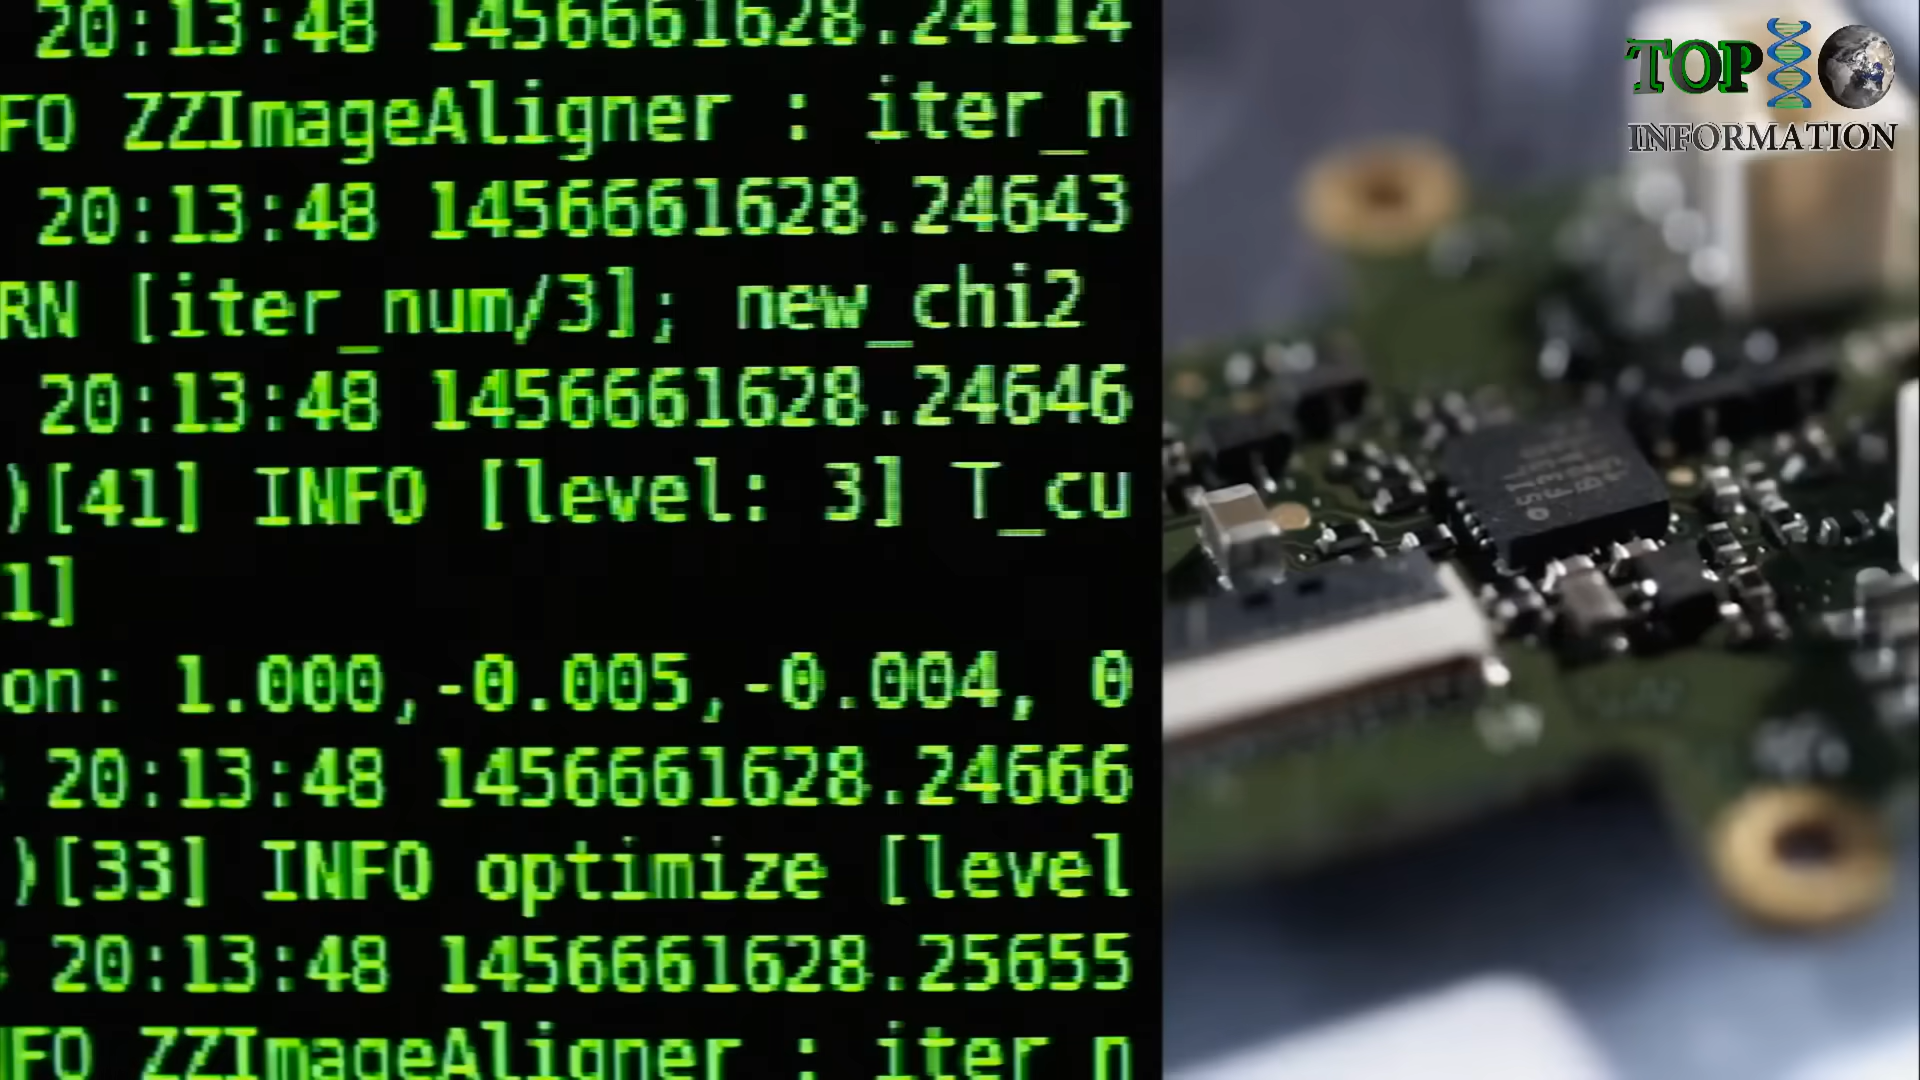 20:13:48 1456661628.24114
FO ZZImageAligner : iter_n
20:13:48 1456661628.24643
RN [iter_num/3]; new_chi2
20:13:48 1456661628.24646
)[41] INFO [level: 3] T_cu
1]
on: 1.000,-0.005,-0.004, 0
20:13:48 1456661628.24666
)[33] INFO optimize [level
20:13:48 1456661628.25655
NFO ZZImageAligner : iter_n
TOP
INFORMATION